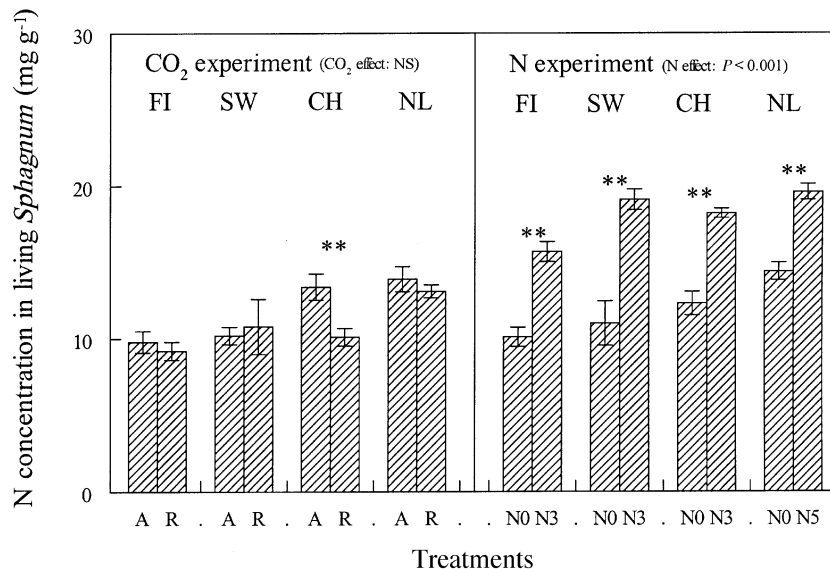 N concentration in living Sphagnum (mg g⁻¹)
30
20
10
0
CO₂ experiment (CO₂ effect: NS)
FI SW CH NL
**
A R . A R . A R . A R . .
N experiment (N effect: P < 0.001)
FI SW CH NL
** ** ** **
N0 N3 . N0 N3 . N0 N3 . N0 N5
Treatments